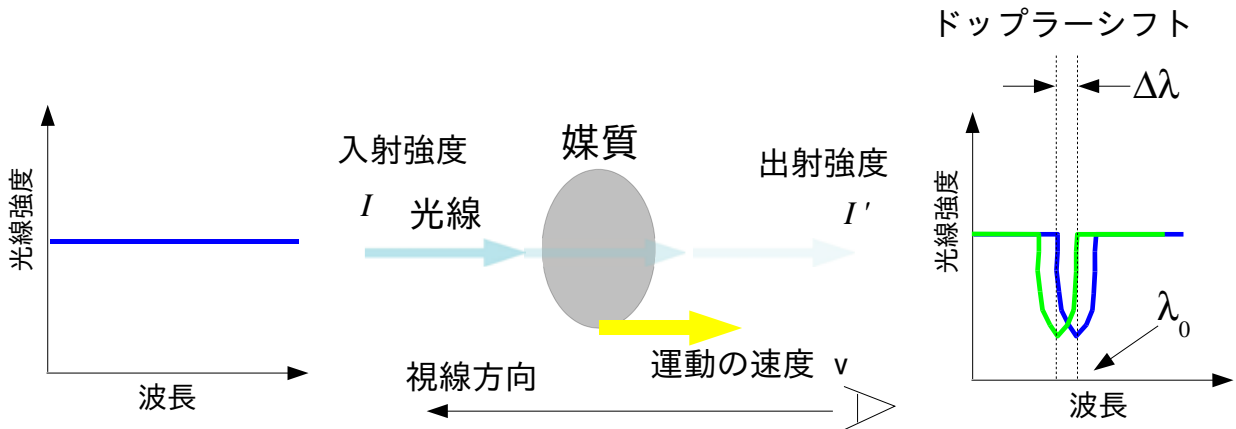 ドップラーシフト
Δλ
光線強度
波長
入射強度
I
光線
媒質
出射強度
I'
運動の速度 v
視線方向
光線強度
λ0
波長